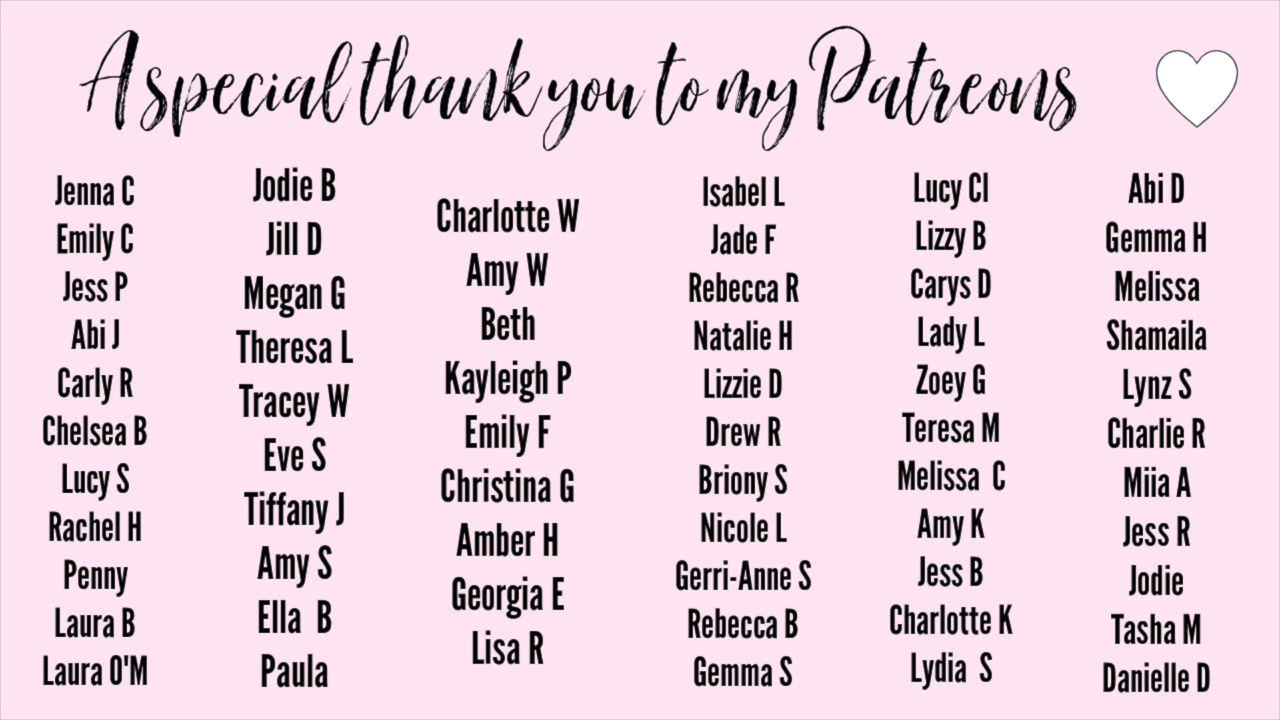 A special thank you to my Patreons
Jenna C
Emily C
Jess P
Abi J
Carly R
Chelsea B
Lucy S
Rachel H
Penny
Laura B
Laura O'M
Jodie B
Jill D
Megan G
Theresa L
Tracey W
Eve S
Tiffany J
Amy S
Ella B
Paula
Charlotte W
Amy W
Beth
Kayleigh P
Emily F
Christina G
Amber H
Georgia E
Lisa R
Isabel L
Jade F
Rebecca R
Natalie H
Lizzie D
Drew R
Briony S
Nicole L
Gerri-Anne S
Rebecca B
Gemma S
Lucy Cl
Lizzy B
Carys D
Lady L
Zoey G
Teresa M
Melissa C
Amy K
Jess B
Charlotte K
Lydia S
Abi D
Gemma H
Melissa
Shamaila
Lynz S
Charlie R
Miia A
Jess R
Jodie
Tasha M
Danielle D